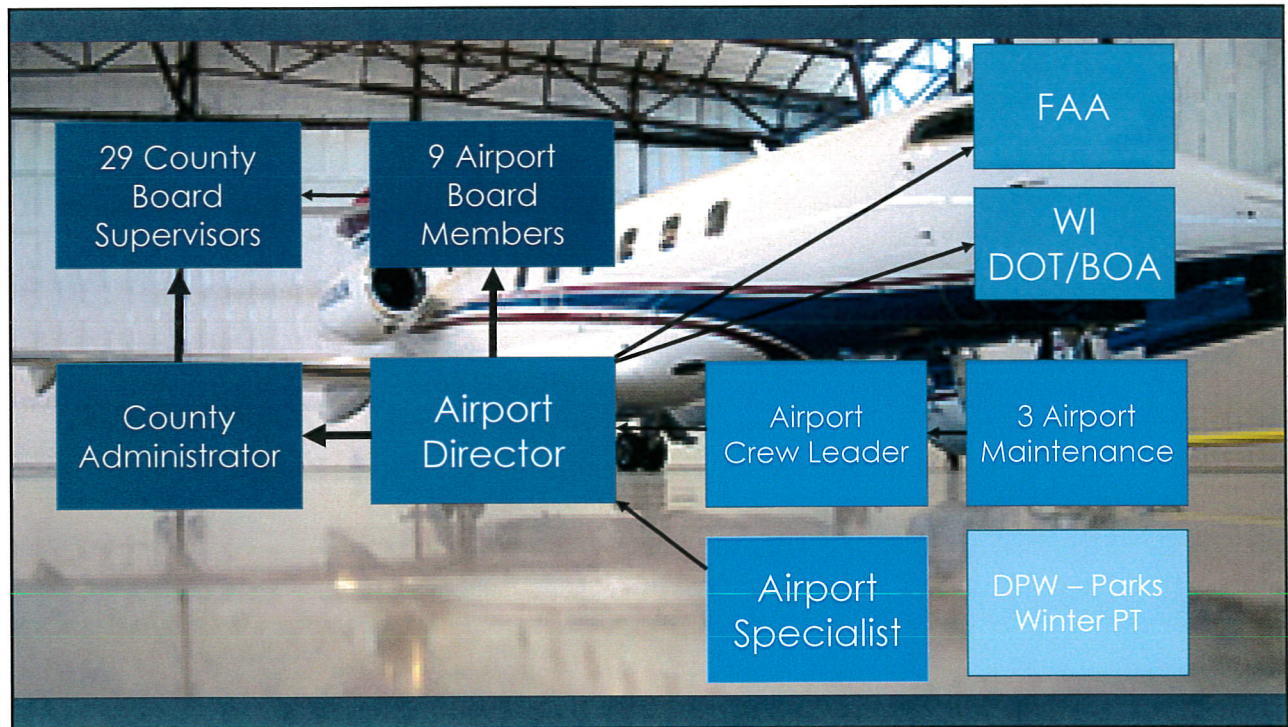 29 County
Board
Supervisors
9 Airport
Board
Members
FAA
WI
DOT/BOA
County
Administrator
Airport
Director
Airport
Crew Leader
3 Airport
Maintenance
Airport
Specialist
DPW – Parks
Winter PT